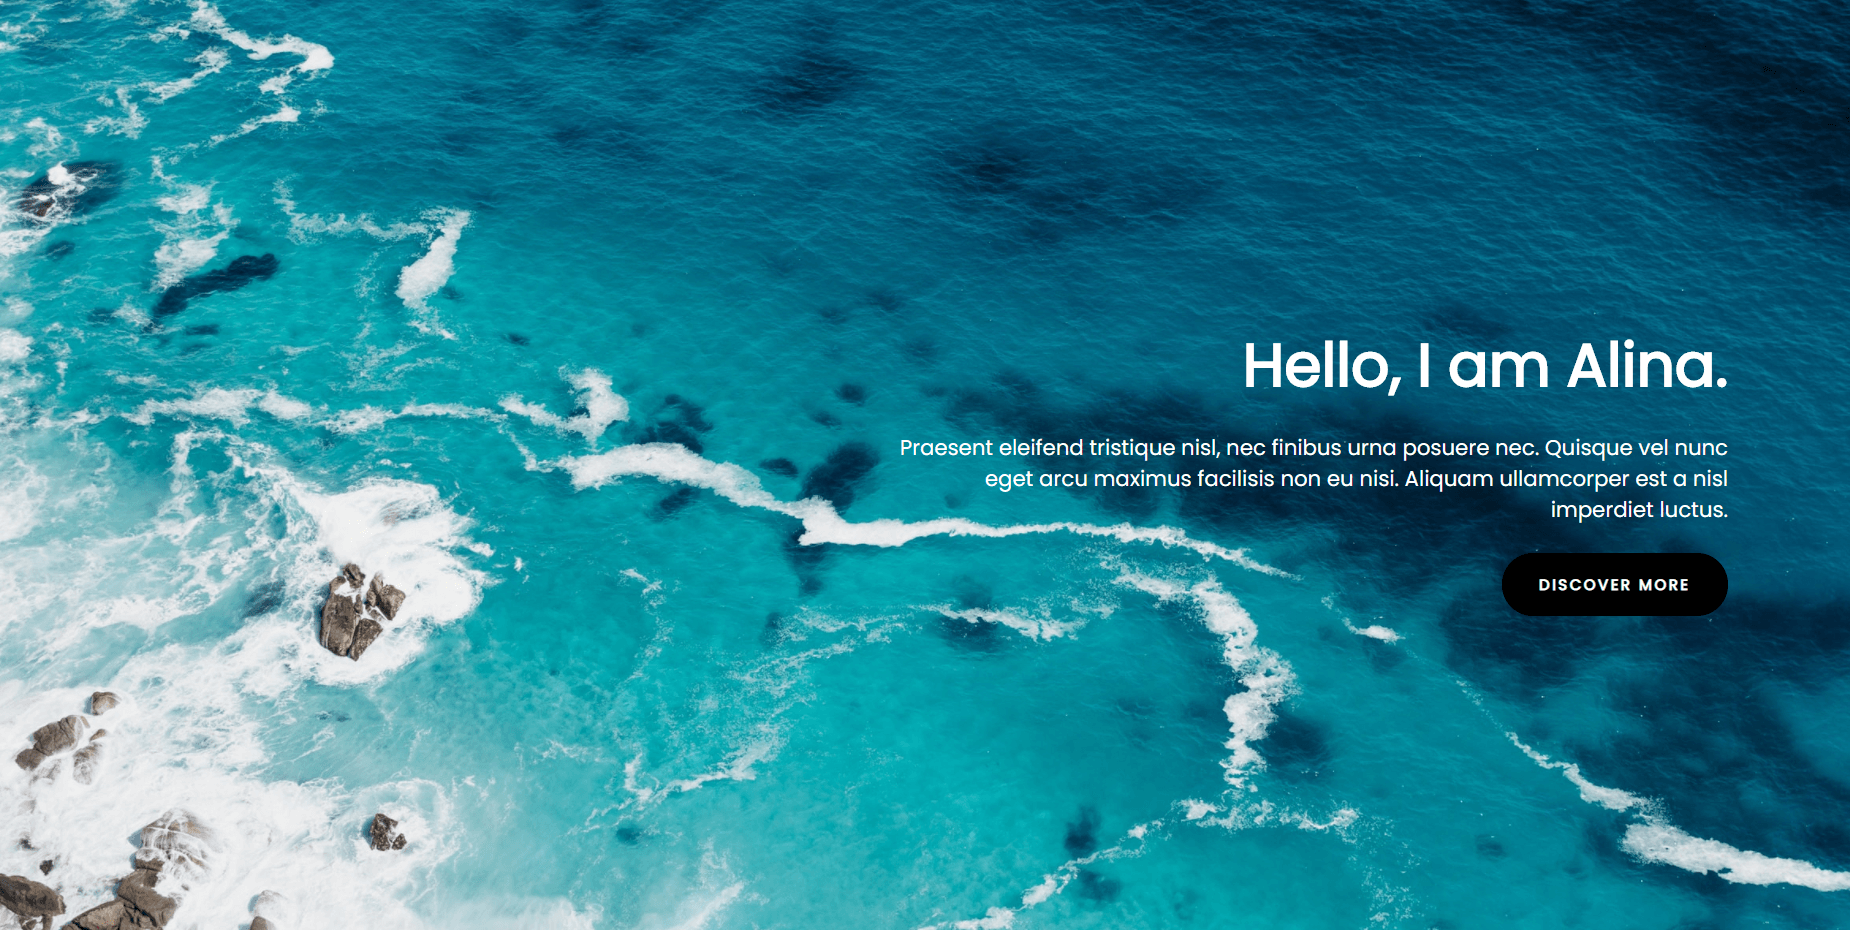 Hello, I am Alina.
Praesent eleifend tristique nisl, nec finibus urna posuere nec. Quisque vel nunc
eget arcu maximus facilisis non eu nisi. Aliquam ullamcorper est a nisl
imperdiet luctus.
DISCOVER MORE